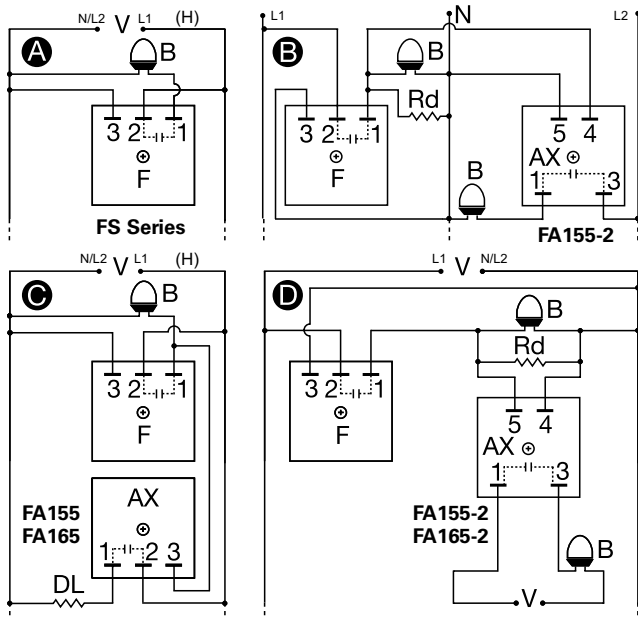 A
N/L2 V L1 (H)
B
3 2 1
F
FS Series
B
L1 N L2
B
Rd
3 2 1
F
5 4
AX
1 3
B
FA155-2
C
N/L2 V L1 (H)
B
3 2 1
F
AX
FA155
FA165
1 2 3
DL
D
L1 V N/L2
B
Rd
3 2 1
F
5 4
AX
1 3
FA155-2
FA165-2
B
V